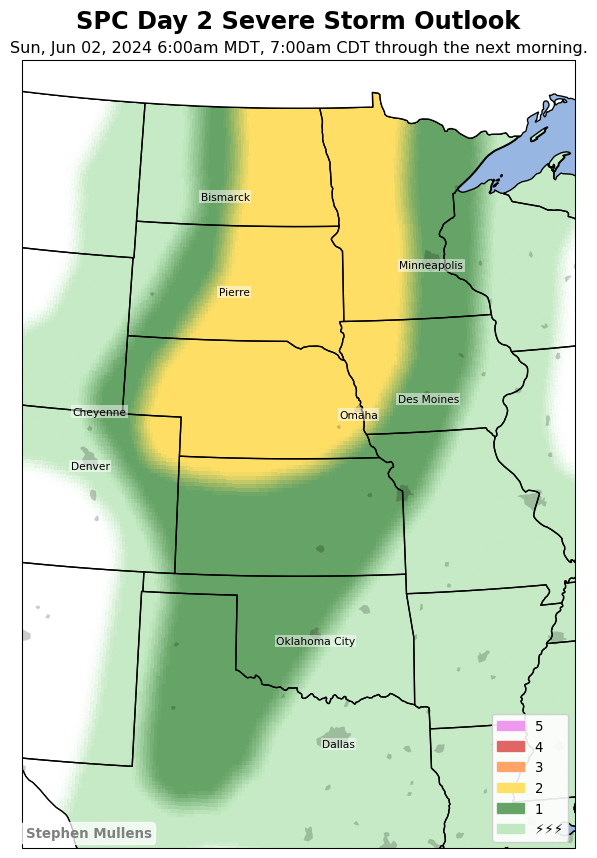 SPC Day 2 Severe Storm Outlook
Sun, Jun 02, 2024 6:00am MDT, 7:00am CDT through the next morning.
Bismarck
Minneapolis
Pierre
Cheyenne
Omaha
Des Moines
Denver
Oklahoma City
Dallas
5
4
3
2
1
⚡⚡⚡
Stephen Mullens